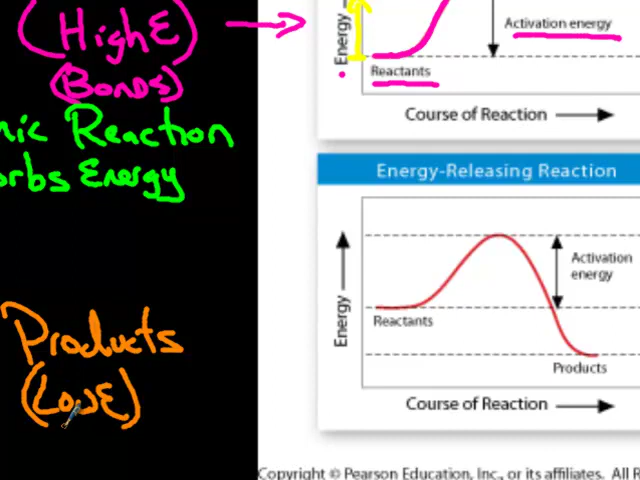 (High E)
(Bonds)
mic Reaction
orbs Energy
Products
(Low E)
Energy
Activation energy
Reactants
Course of Reaction
Energy-Releasing Reaction
Energy
Activation
energy
Reactants
Products
Course of Reaction
Copyright © Pearson Education, Inc., or its affiliates. All R